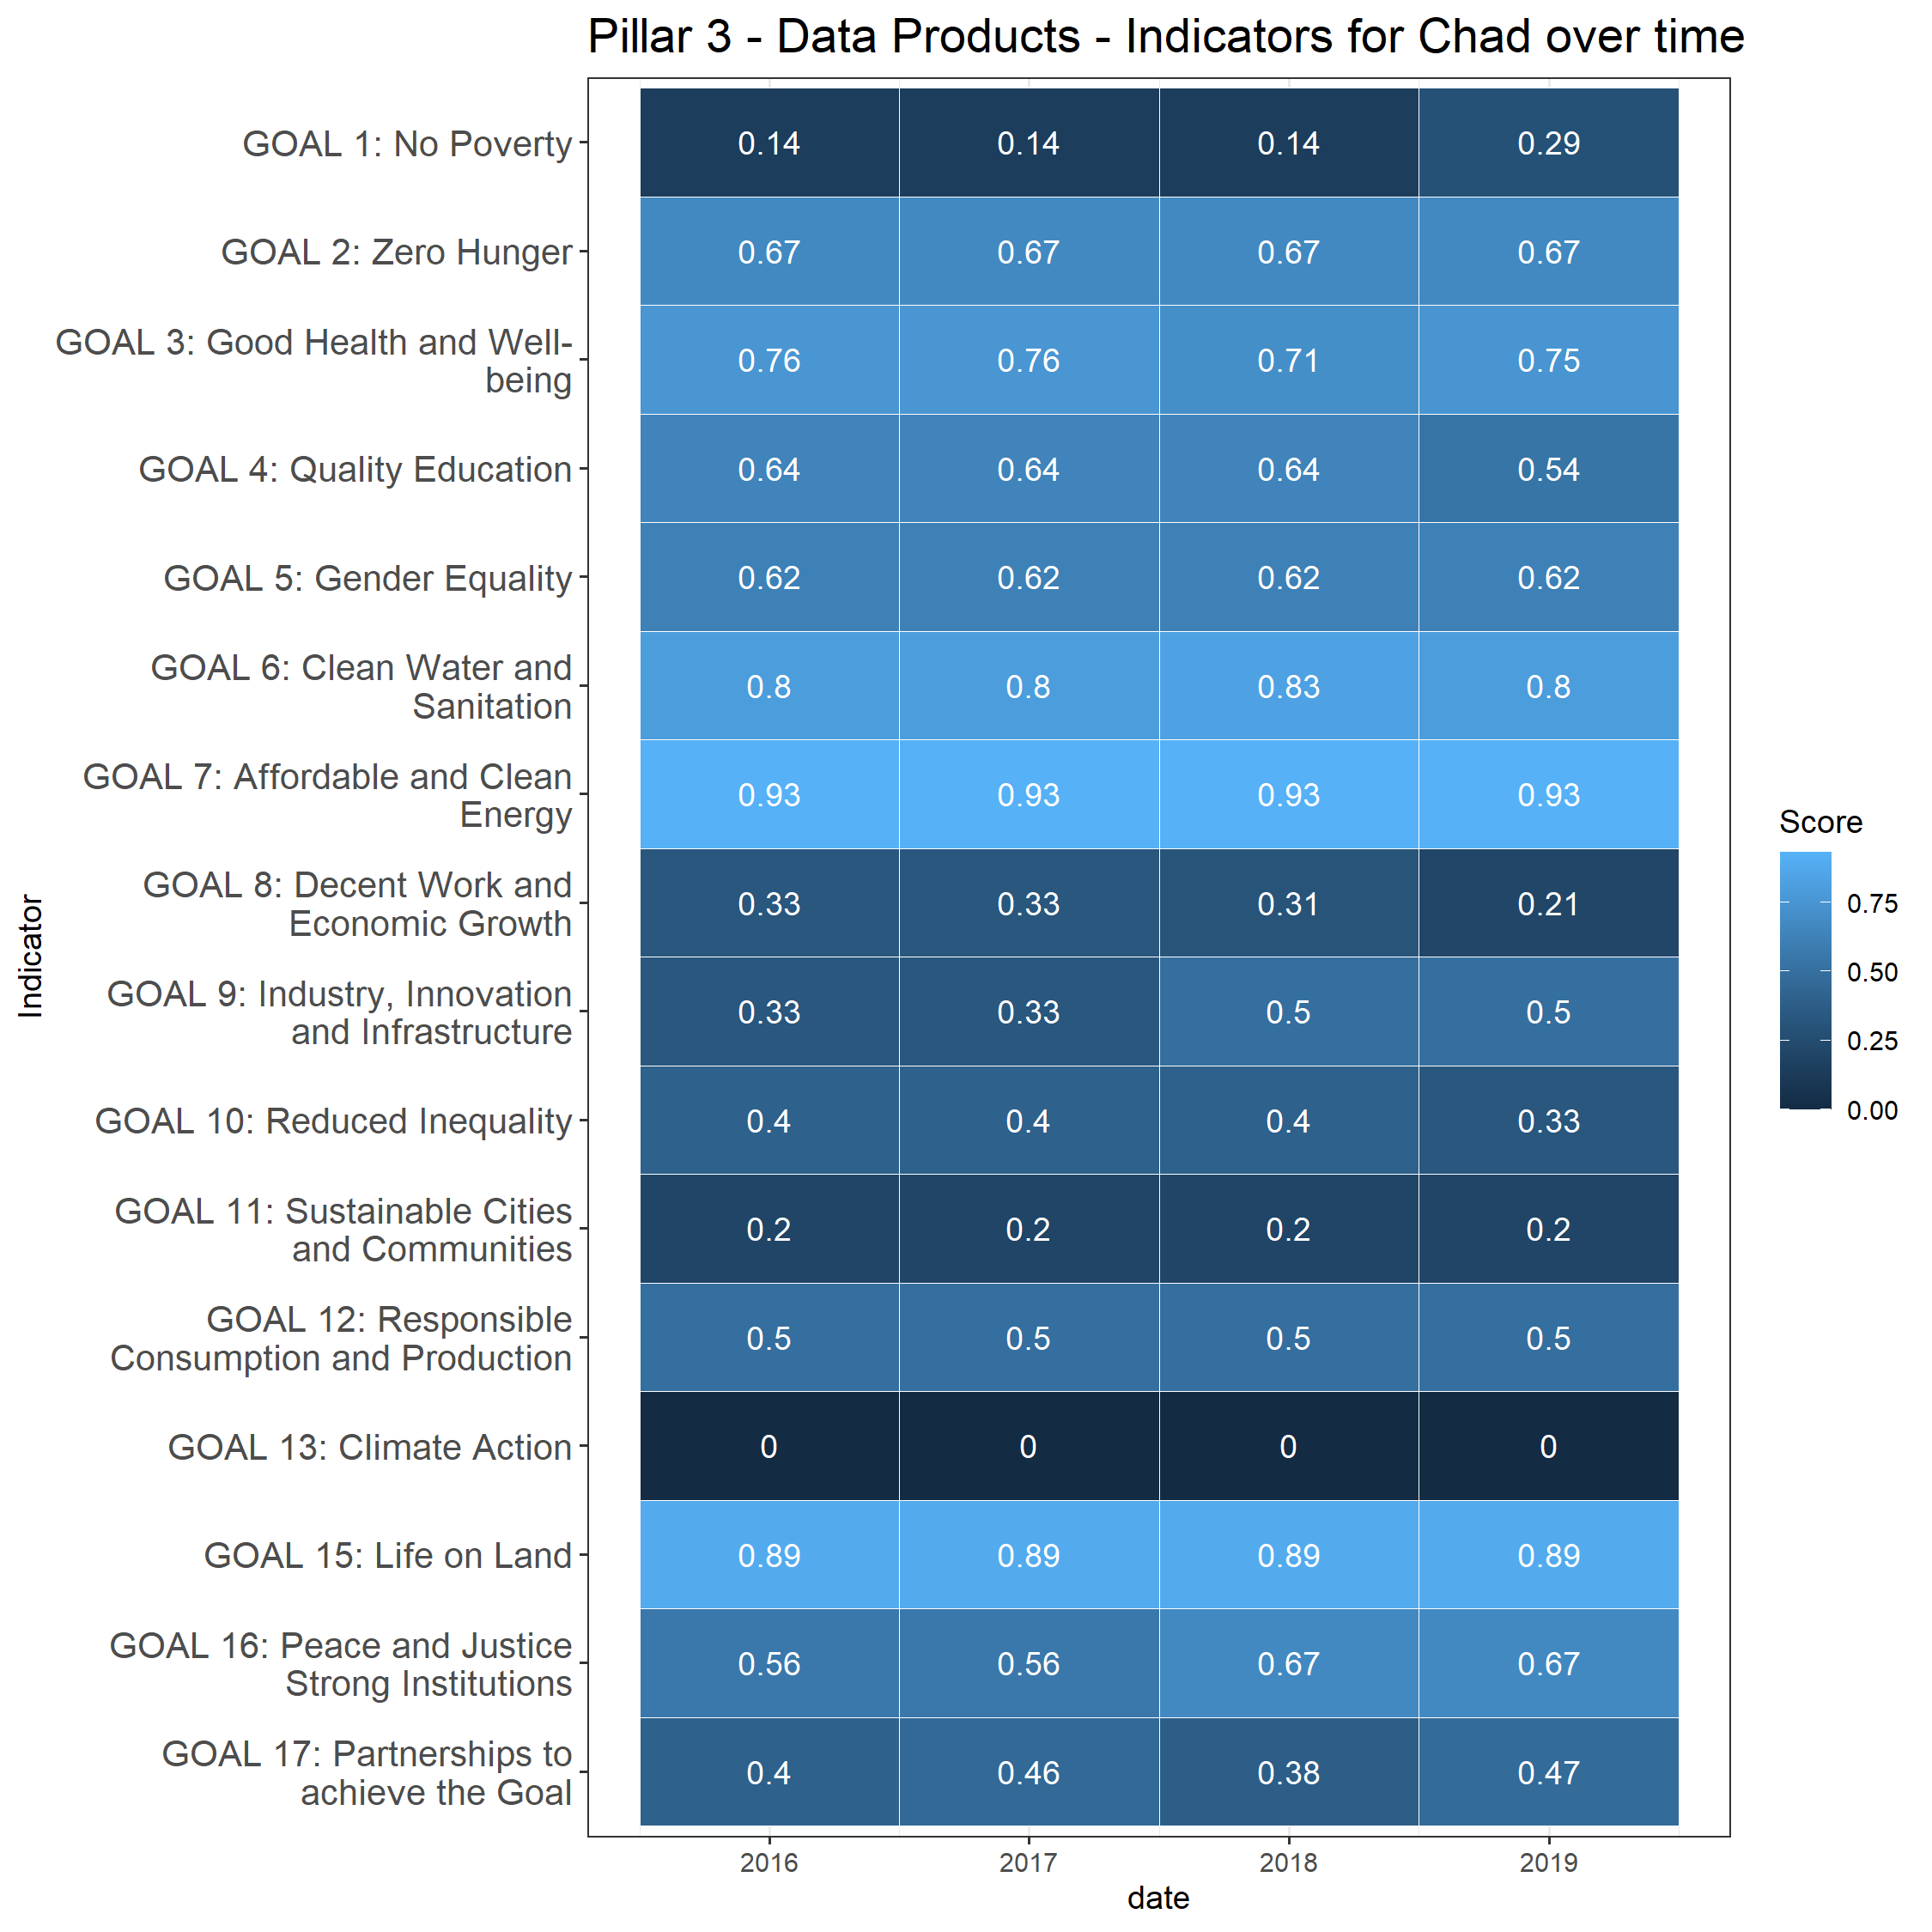 Pillar 3 - Data Products - Indicators for Chad over time
GOAL 1: No Poverty
0.14 0.14 0.14 0.29
GOAL 2: Zero Hunger
0.67 0.67 0.67 0.67
GOAL 3: Good Health and Well-
being
0.76 0.76 0.71 0.75
GOAL 4: Quality Education
0.64 0.64 0.64 0.54
GOAL 5: Gender Equality
0.62 0.62 0.62 0.62
GOAL 6: Clean Water and
Sanitation
0.8 0.8 0.83 0.8
GOAL 7: Affordable and Clean
Energy
0.93 0.93 0.93 0.93
GOAL 8: Decent Work and
Economic Growth
0.33 0.33 0.31 0.21
GOAL 9: Industry, Innovation
and Infrastructure
0.33 0.33 0.5 0.5
GOAL 10: Reduced Inequality
0.4 0.4 0.4 0.33
GOAL 11: Sustainable Cities
and Communities
0.2 0.2 0.2 0.2
GOAL 12: Responsible
Consumption and Production
0.5 0.5 0.5 0.5
GOAL 13: Climate Action
0 0 0 0
GOAL 15: Life on Land
0.89 0.89 0.89 0.89
GOAL 16: Peace and Justice
Strong Institutions
0.56 0.56 0.67 0.67
GOAL 17: Partnerships to
achieve the Goal
0.4 0.46 0.38 0.47
2016 2017 2018 2019
date
Indicator
Score
0.75
0.50
0.25
0.00